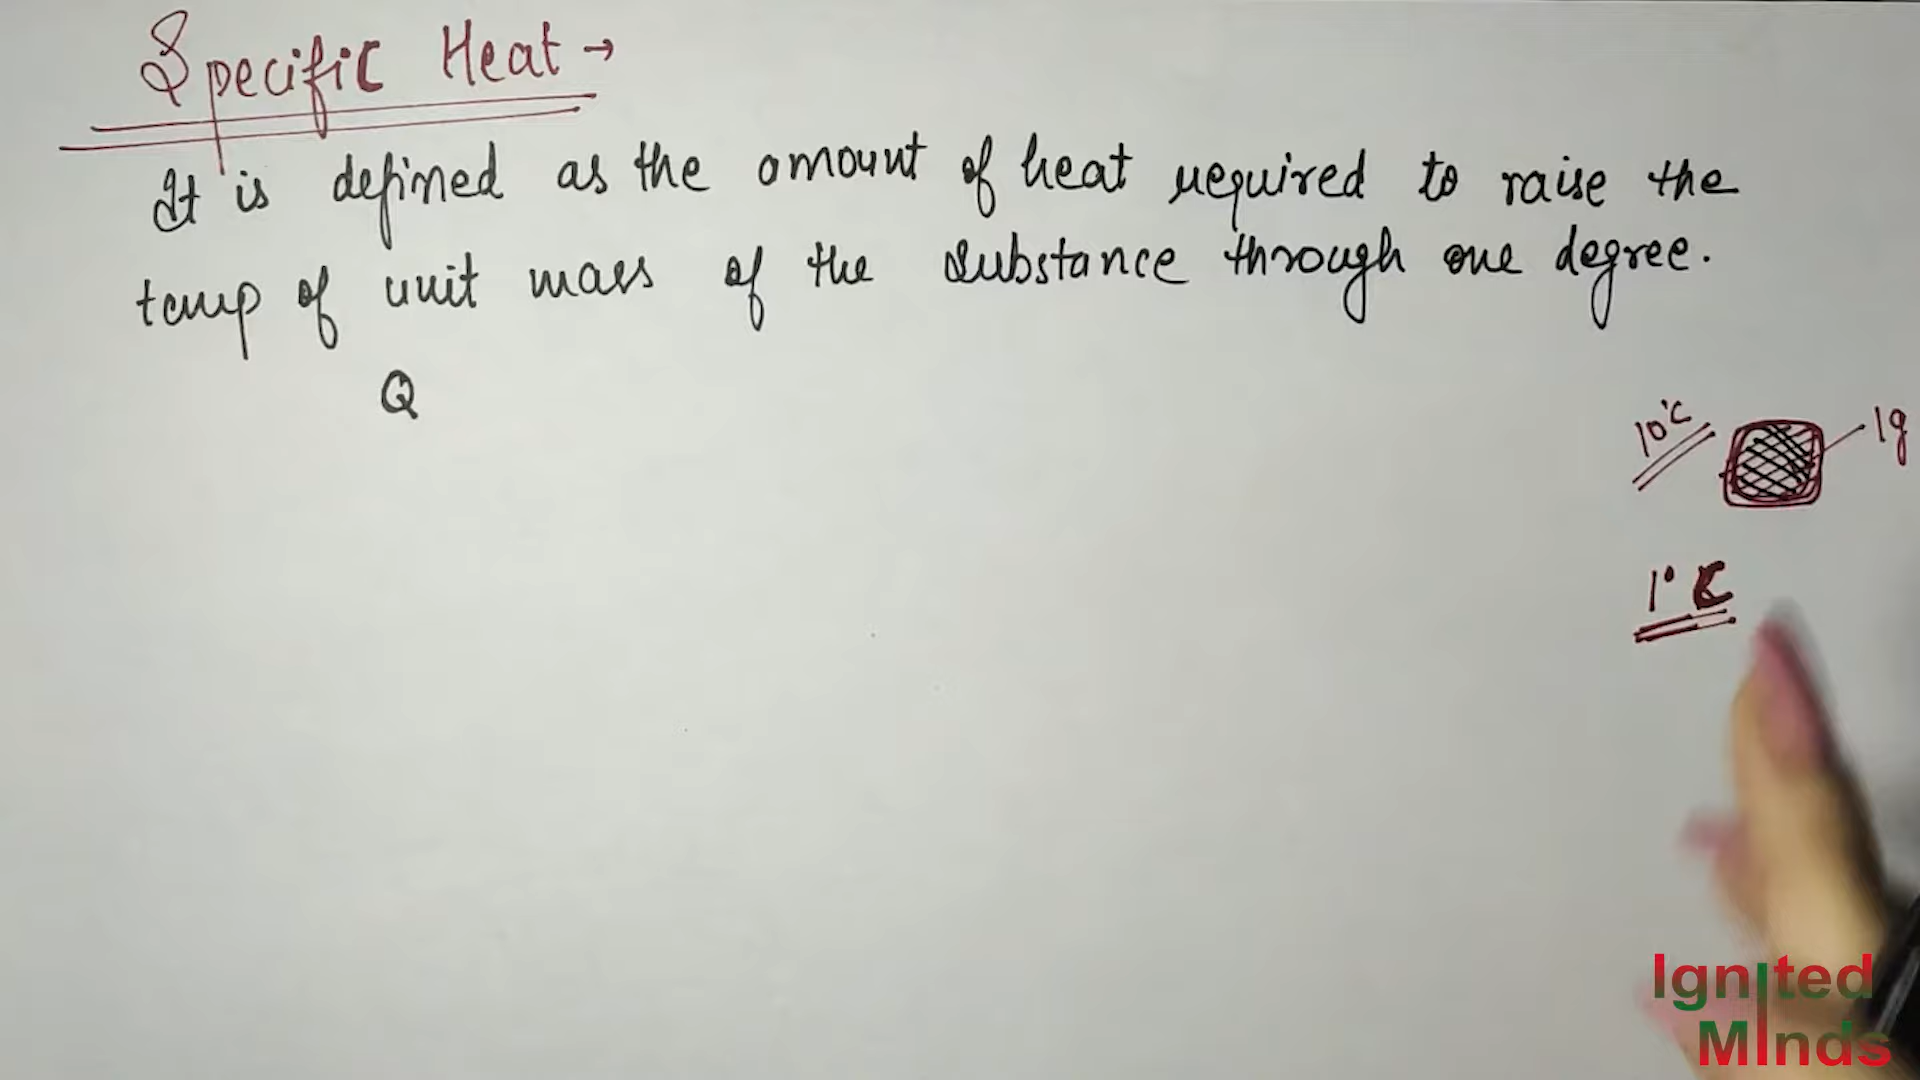 Specific Heat →
It is defined as the amount of heat required to raise the
temp of unit mass of the substance through one degree.
Q
10°C
1g
1°C
Ignited
Minds